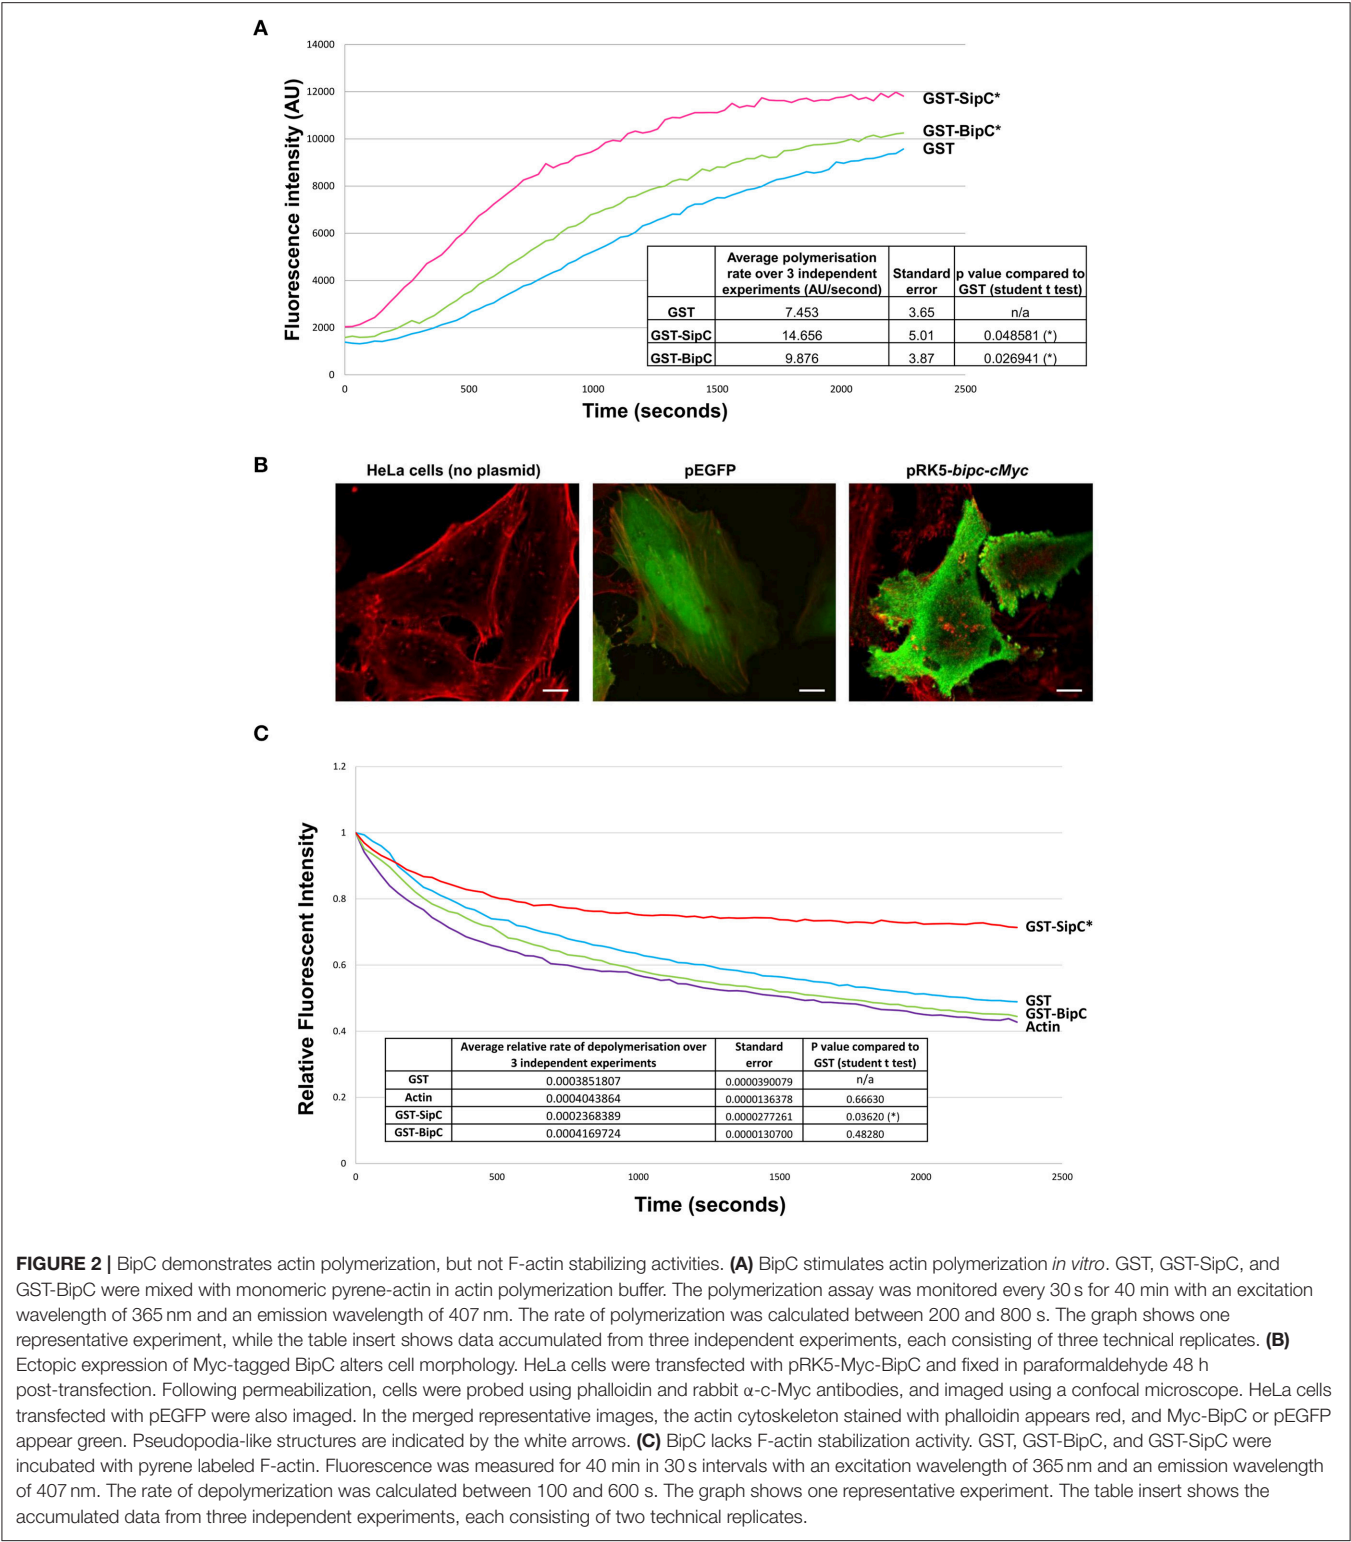 A
14000
12000
10000
8000
6000
4000
2000
0
0 500 1000 1500 2000 2500
Fluorescence intensity (AU)
Time (seconds)
GST-SipC*
GST-BipC*
GST
Average polymerisation rate over 3 independent experiments (AU/second) Standard error p value compared to GST (student t test)
GST 7.453 3.65 n/a
GST-SipC 14.656 5.01 0.048581 (*)
GST-BipC 9.876 3.87 0.026941 (*)
B
HeLa cells (no plasmid) pEGFP pRK5-bipc-cMyc
C
1.2
1
0.8
0.6
0.4
0.2
0
0 500 1000 1500 2000 2500
Relative Fluorescent Intensity
Time (seconds)
GST-SipC*
GST
GST-BipC
Actin
Average relative rate of depolymerisation over 3 independent experiments Standard error P value compared to GST (student t test)
GST 0.0003851807 0.0000390079 n/a
Actin 0.0004043864 0.0000136378 0.66630
GST-SipC 0.0002368389 0.0000277261 0.03620 (*)
GST-BipC 0.0004169724 0.0000130700 0.48280
FIGURE 2 | BipC demonstrates actin polymerization, but not F-actin stabilizing activities. (A) BipC stimulates actin polymerization in vitro. GST, GST-SipC, and
GST-BipC were mixed with monomeric pyrene-actin in actin polymerization buffer. The polymerization assay was monitored every 30 s for 40 min with an excitation
wavelength of 365 nm and an emission wavelength of 407 nm. The rate of polymerization was calculated between 200 and 800 s. The graph shows one
representative experiment, while the table insert shows data accumulated from three independent experiments, each consisting of three technical replicates. (B)
Ectopic expression of Myc-tagged BipC alters cell morphology. HeLa cells were transfected with pRK5-Myc-BipC and fixed in paraformaldehyde 48 h
post-transfection. Following permeabilization, cells were probed using phalloidin and rabbit α-c-Myc antibodies, and imaged using a confocal microscope. HeLa cells
transfected with pEGFP were also imaged. In the merged representative images, the actin cytoskeleton stained with phalloidin appears red, and Myc-BipC or pEGFP
appear green. Pseudopodia-like structures are indicated by the white arrows. (C) BipC lacks F-actin stabilization activity. GST, GST-BipC, and GST-SipC were
incubated with pyrene labeled F-actin. Fluorescence was measured for 40 min in 30 s intervals with an excitation wavelength of 365 nm and an emission wavelength
of 407 nm. The rate of depolymerization was calculated between 100 and 600 s. The graph shows one representative experiment. The table insert shows the
accumulated data from three independent experiments, each consisting of two technical replicates.